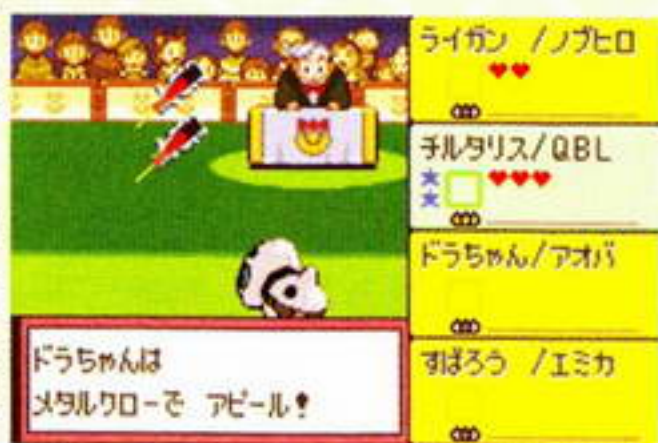 ライガン /ノブヒロ
チルタリス/QBL
ドラちゃん/アオバ
すばろう /エミカ
ドラちゃんは
メタルクローで アピール!